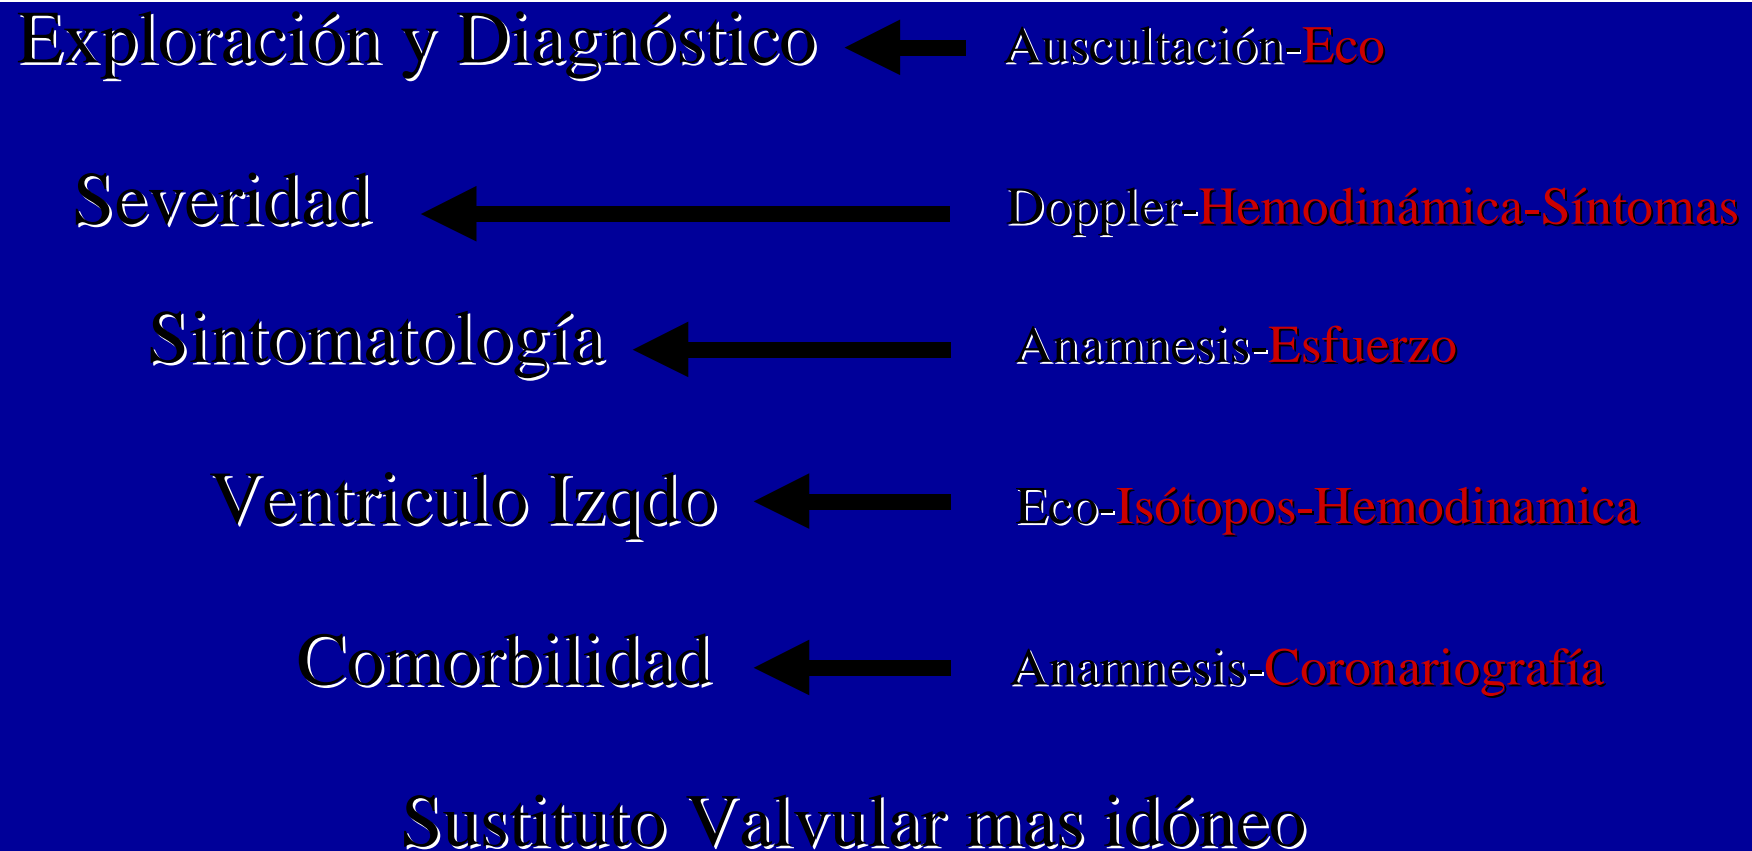 Exploración y Diagnóstico Auscultación-Eco
Severidad Doppler-Hemodinámica-Síntomas
Sintomatología Anamnesis-Esfuerzo
Ventriculo Izqdo Eco-Isótopos-Hemodinamica
Comorbilidad Anamnesis-Coronariografía
Sustituto Valvular mas idóneo